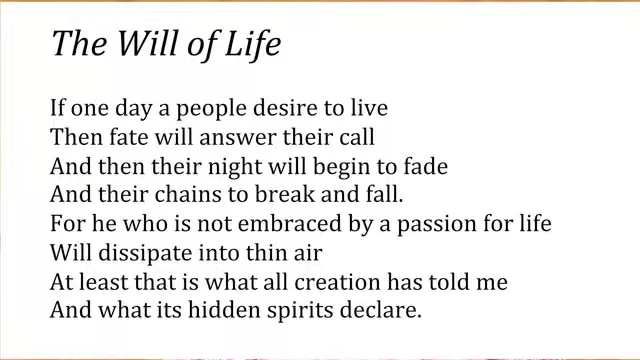 The Will of Life
If one day a people desire to live
Then fate will answer their call
And then their night will begin to fade
And their chains to break and fall.
For he who is not embraced by a passion for life
Will dissipate into thin air
At least that is what all creation has told me
And what its hidden spirits declare.